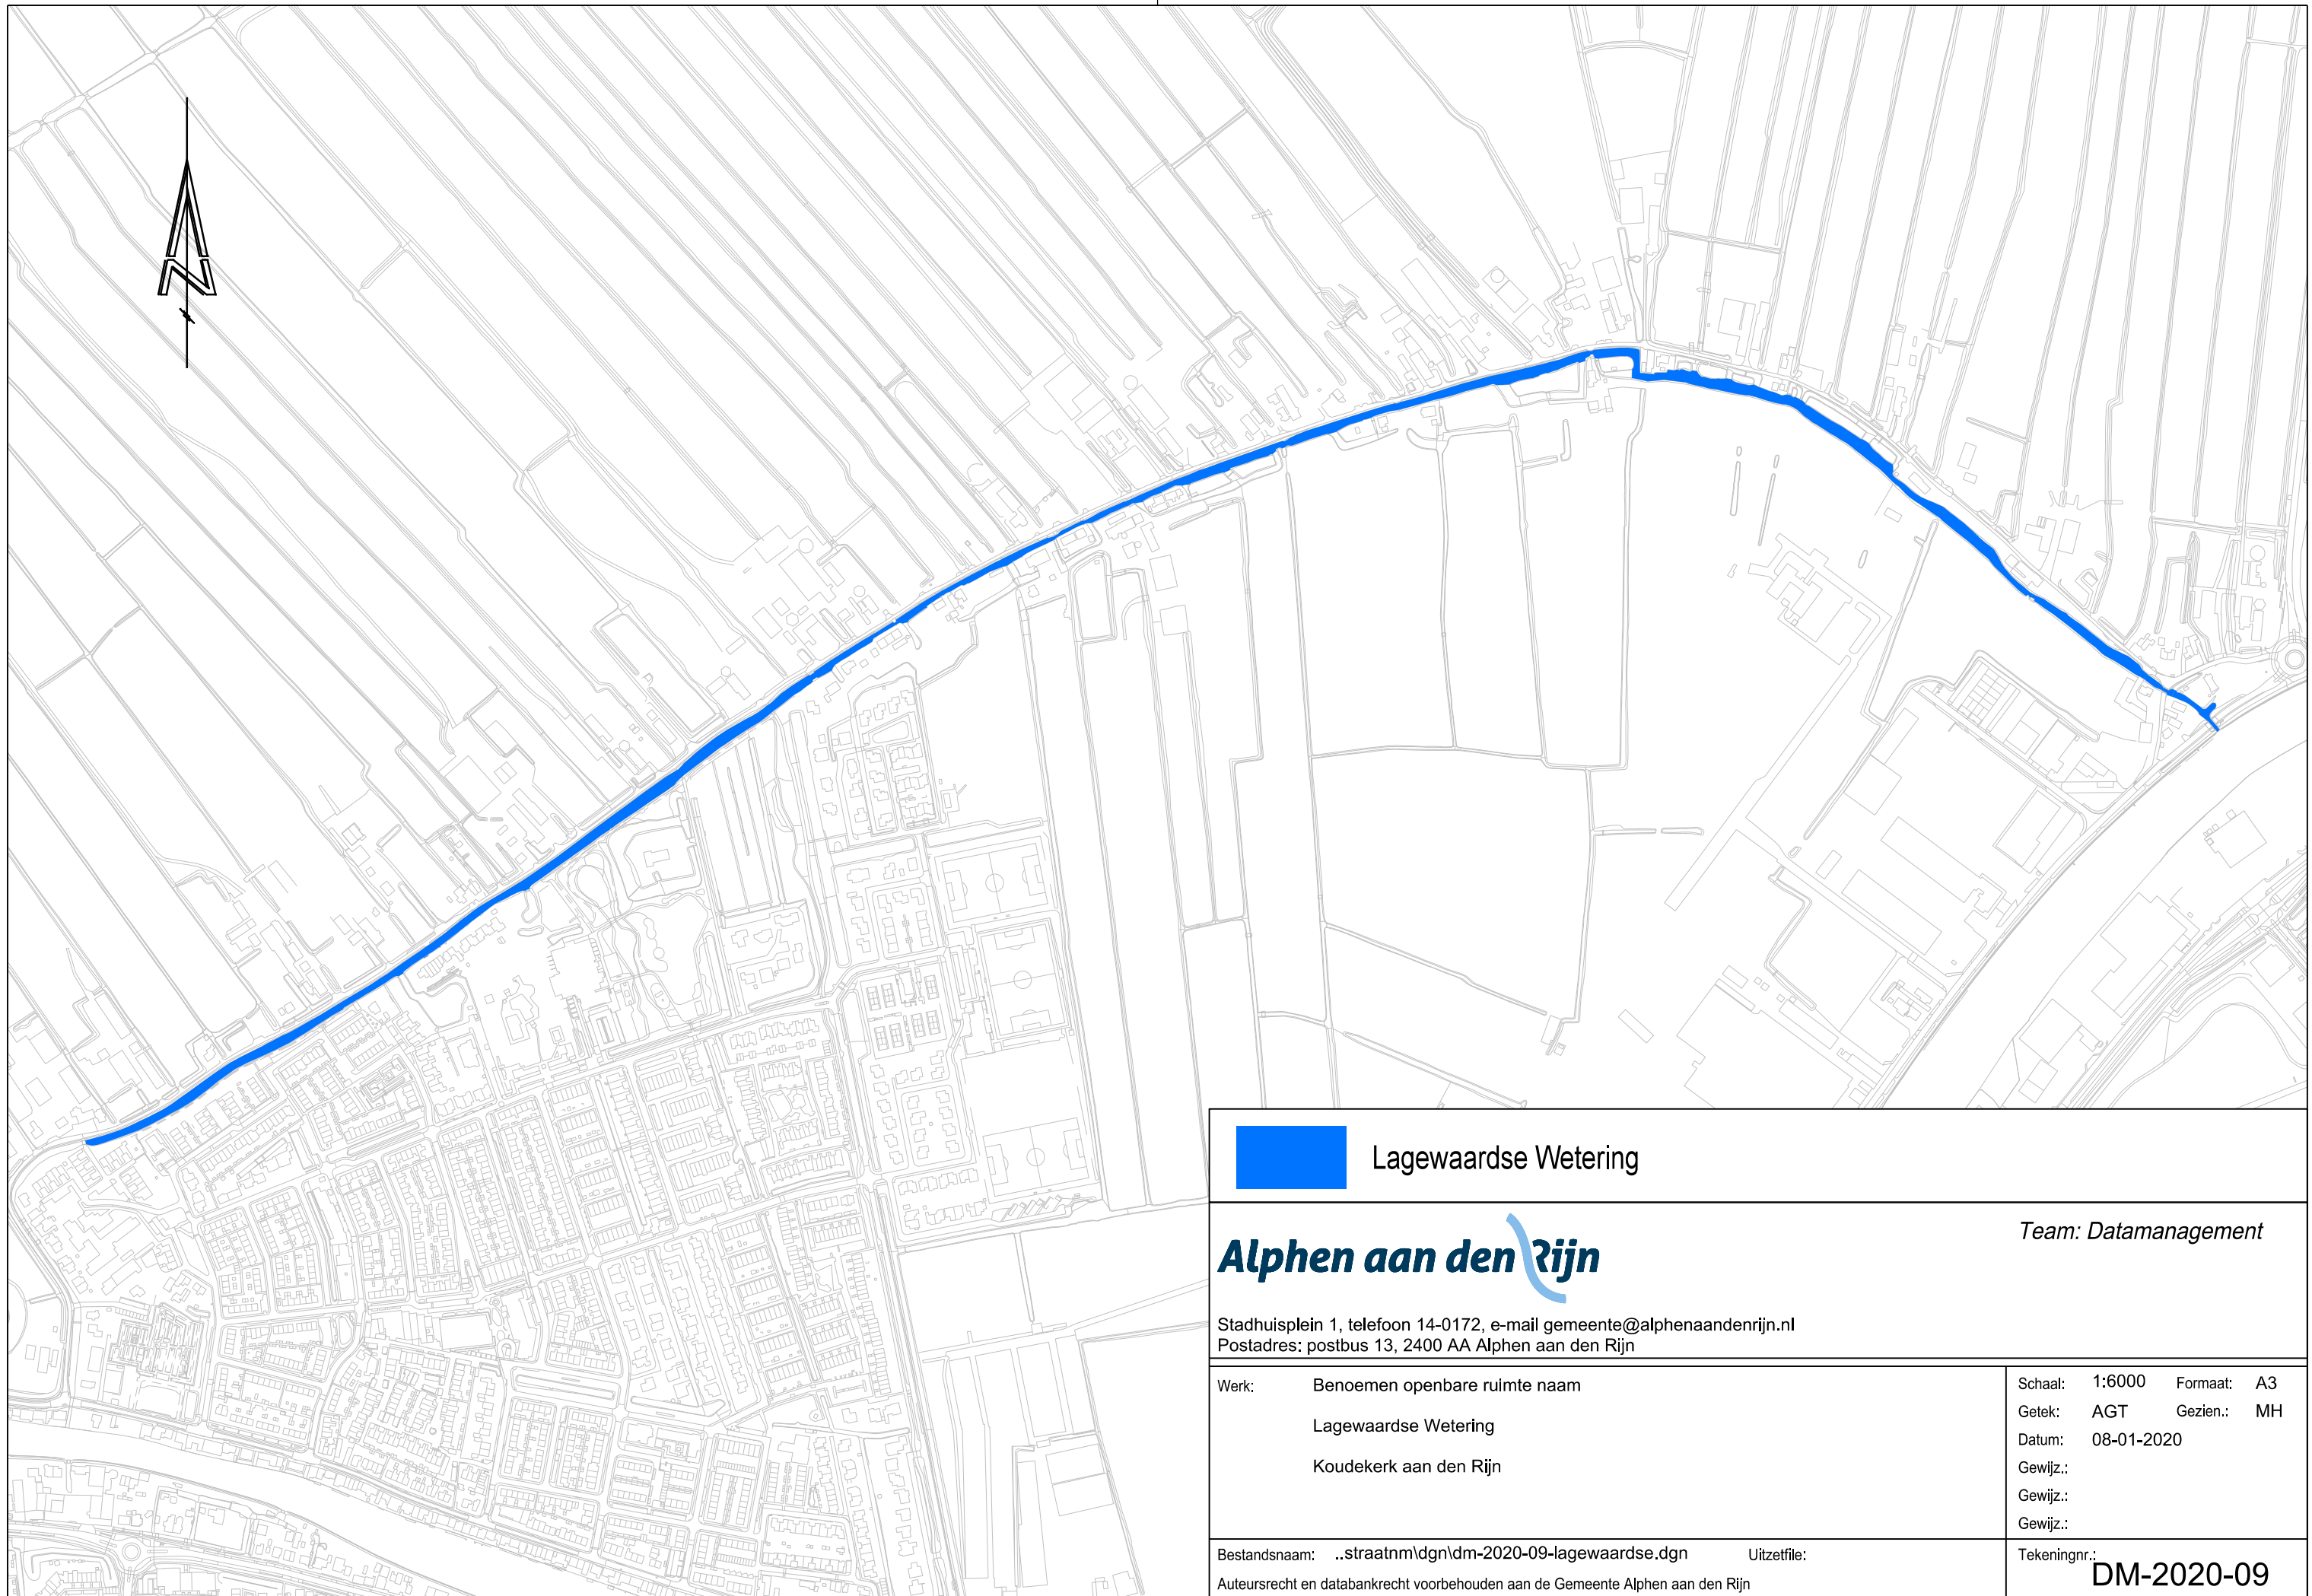 N
Lagewaardse Wetering
Alphen aan den Rijn
Team: Datamanagement
Stadhuisplein 1, telefoon 14-0172, e-mail gemeente@alphenaandenrijn.nl
Postadres: postbus 13, 2400 AA Alphen aan den Rijn
Werk: Benoemen openbare ruimte naam
Lagewaardse Wetering
Koudekerk aan den Rijn
Schaal: 1:6000 Formaat: A3
Getek: AGT Gezien.: MH
Datum: 08-01-2020
Gewijz.:
Gewijz.:
Gewijz.:
Bestandsnaam: ..straatnm\dgn\dm-2020-09-lagewaardse.dgn Uitzetfile:
Auteursrecht en databankrecht voorbehouden aan de Gemeente Alphen aan den Rijn
Tekeningnr.: DM-2020-09